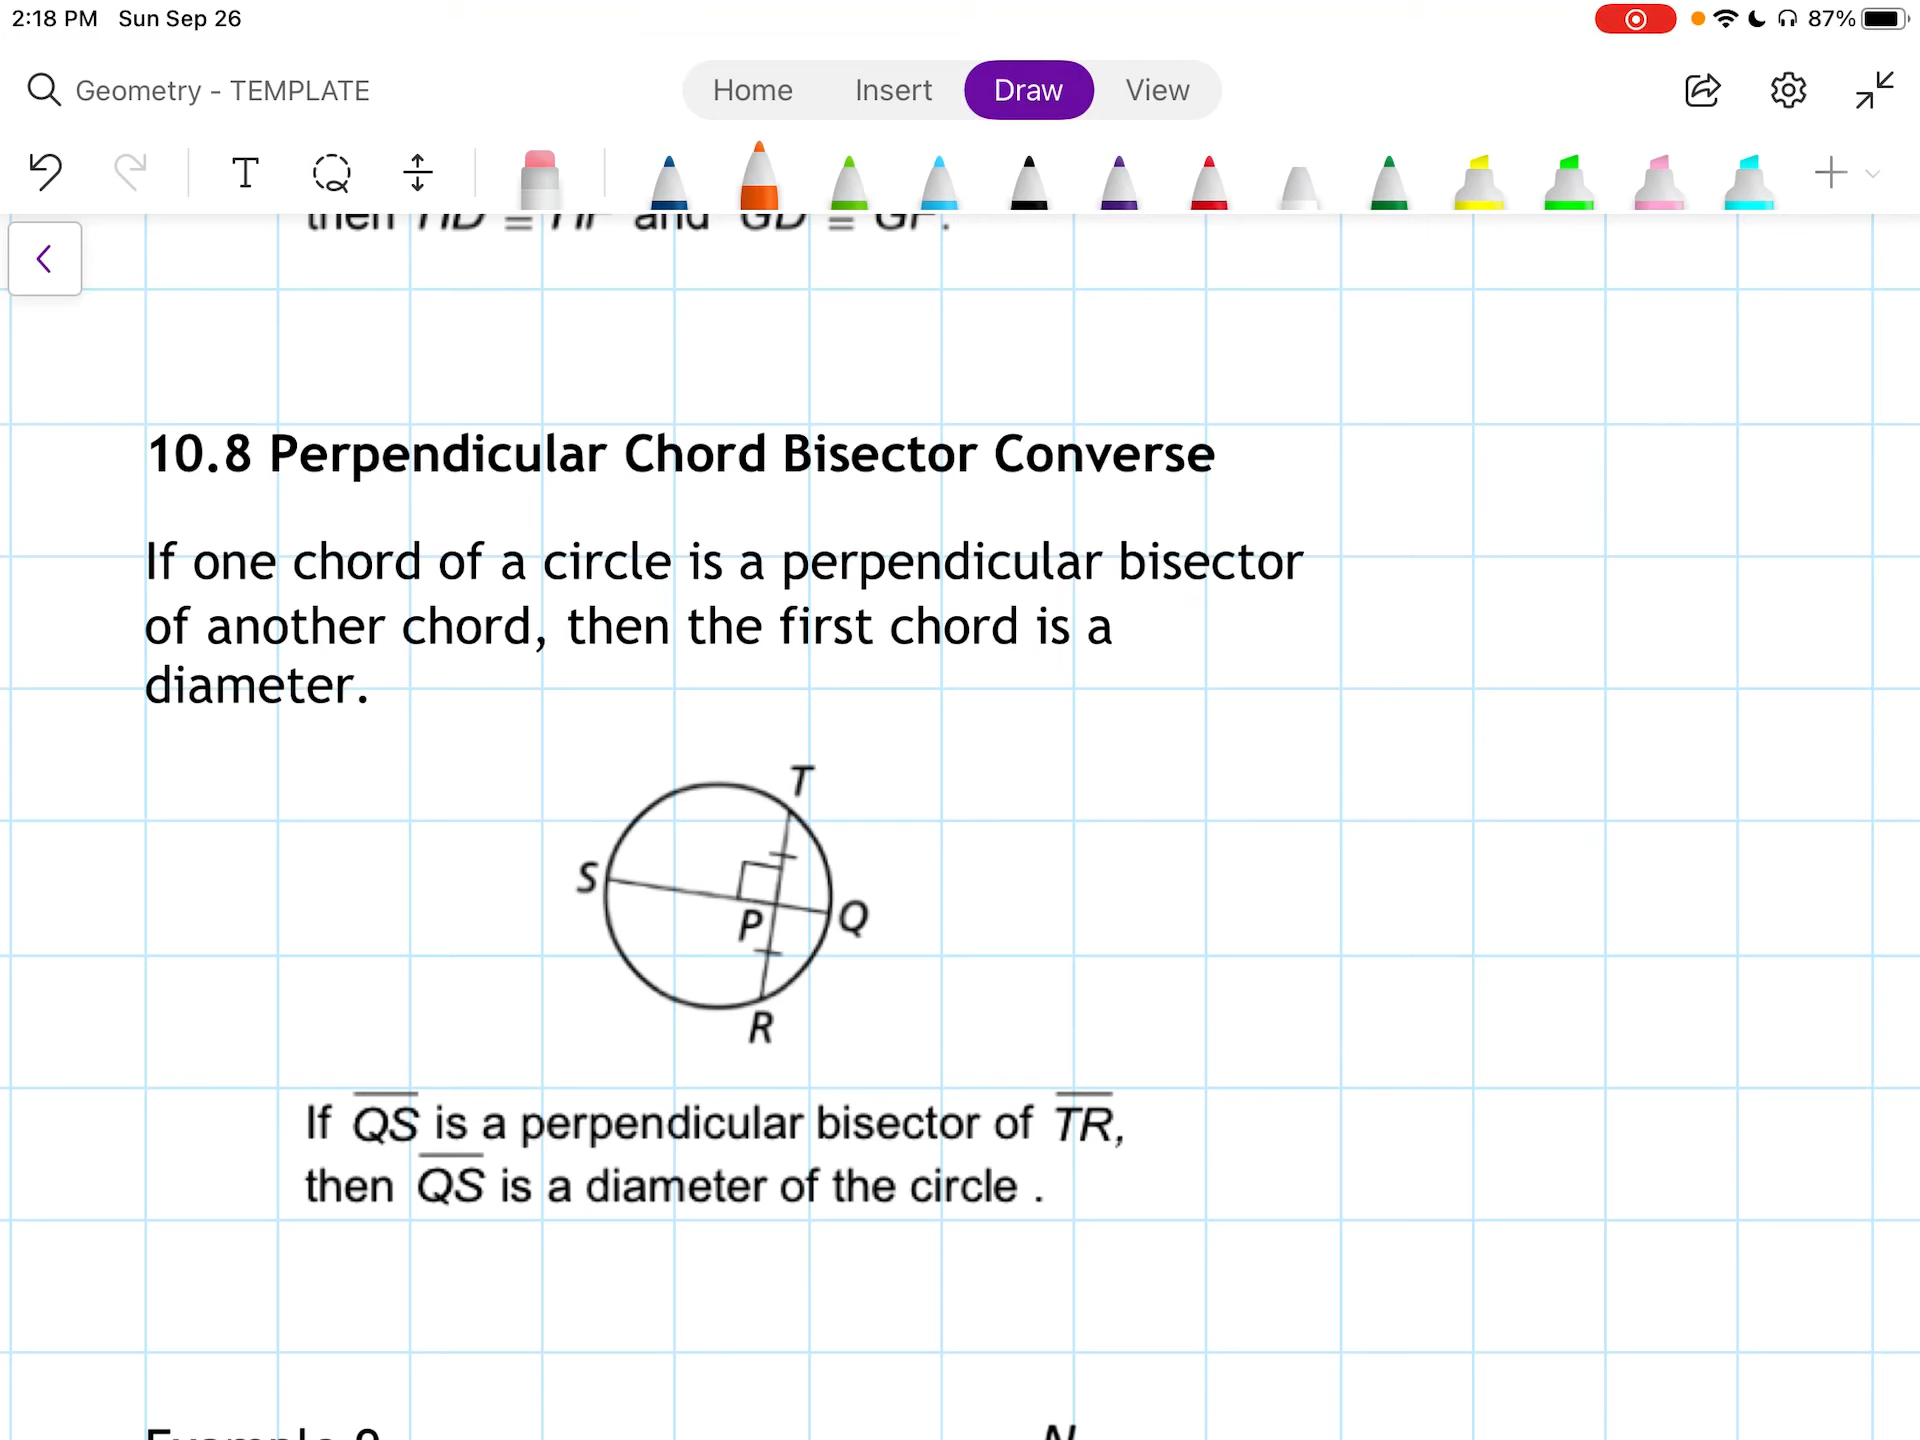 2:18 PM Sun Sep 26
87%
Geometry - TEMPLATE
Home Insert Draw View
T
and
10.8 Perpendicular Chord Bisector Converse
If one chord of a circle is a perpendicular bisector
of another chord, then the first chord is a
diameter.
T
S
P
Q
R
If QS is a perpendicular bisector of TR,
then QS is a diameter of the circle .
N